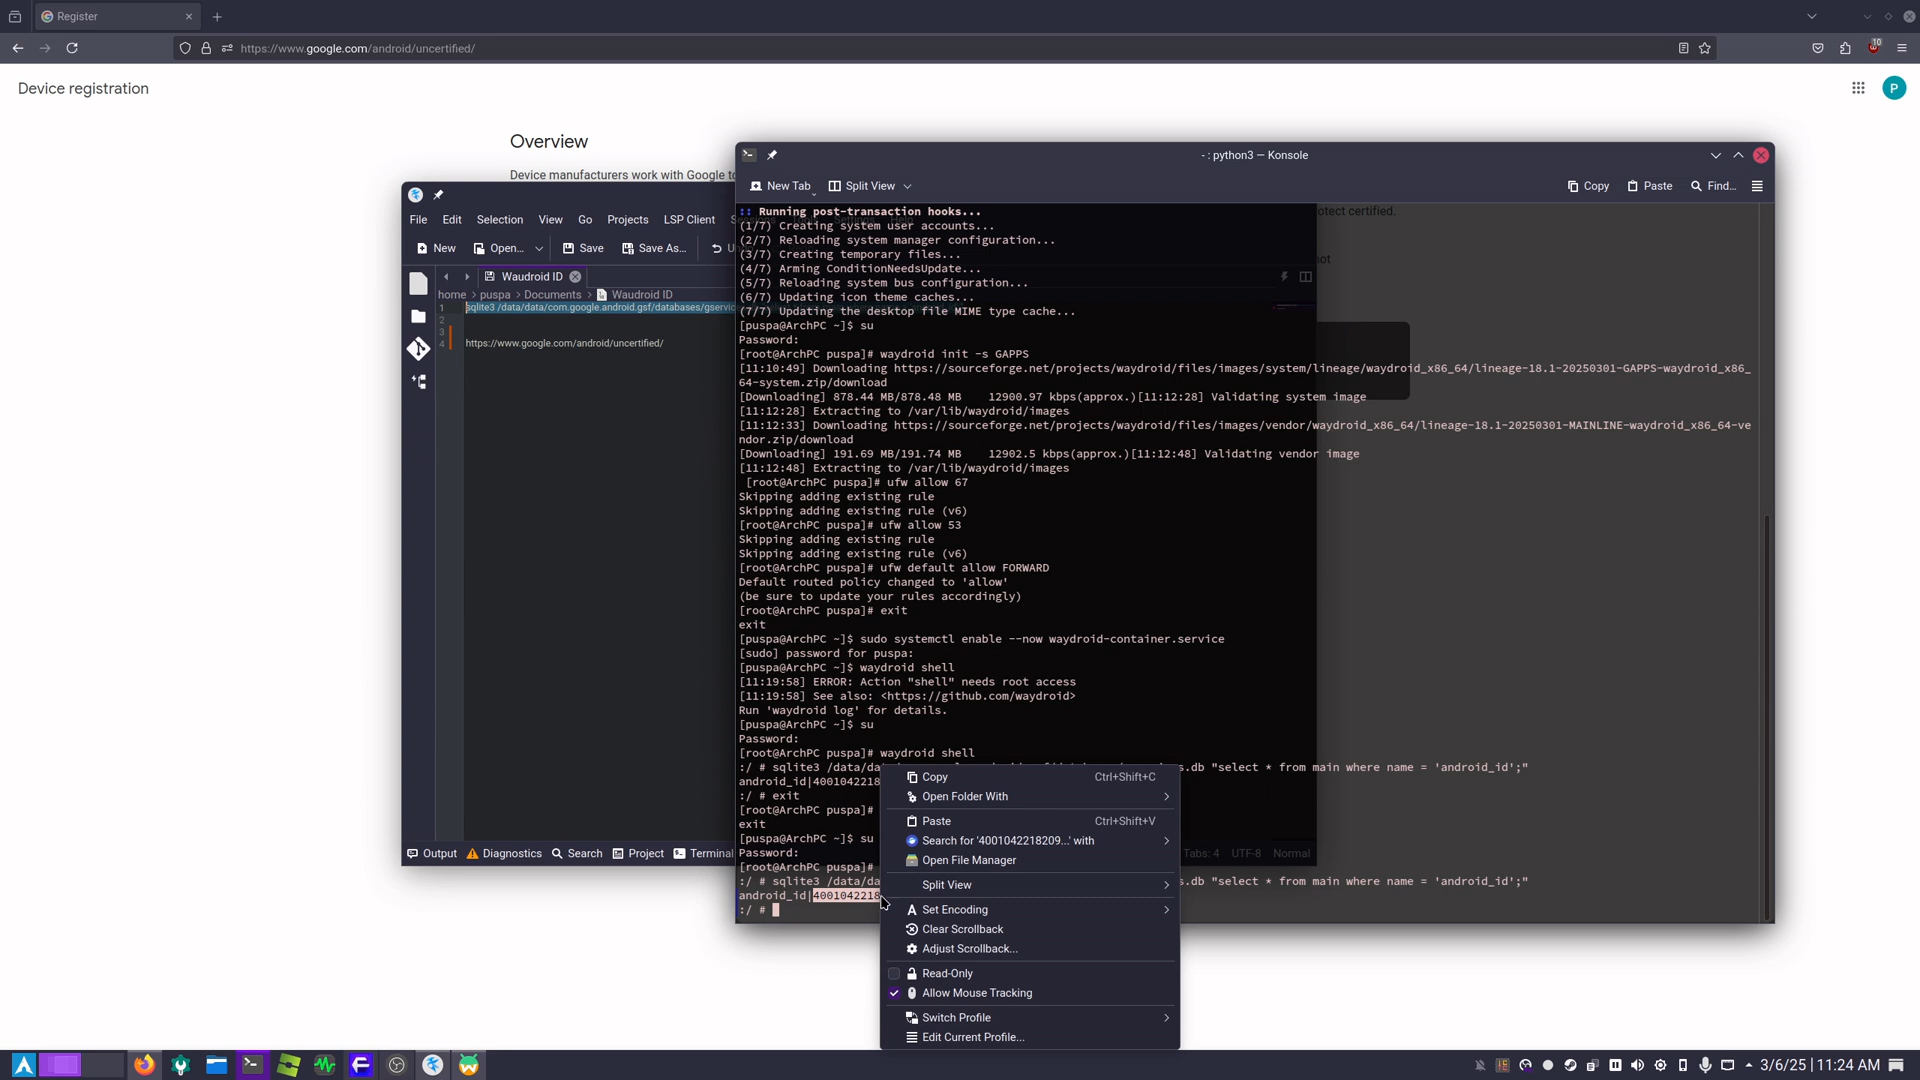 Register
https://www.google.com/android/uncertified/
10
Device registration
P
Overview
Device manufacturers work with Google to
otect certified.
ot
File Edit Selection View Go Projects LSP Client
New Open... Save Save As...
Waudroid ID
home > puspa > Documents > Waudroid ID
1 sqlite3 /data/data/com.google.android.gsf/databases/gservic
2
3
4 https://www.google.com/android/uncertified/
Output Diagnostics Search Project Terminal
Tabs: 4 UTF-8 Normal
- : python3 — Konsole
New Tab Split View Copy Paste Find...
:: Running post-transaction hooks...
(1/7) Creating system user accounts...
(2/7) Reloading system manager configuration...
(3/7) Creating temporary files...
(4/7) Arming ConditionNeedsUpdate...
(5/7) Reloading system bus configuration...
(6/7) Updating icon theme caches...
(7/7) Updating the desktop file MIME type cache...
[puspa@ArchPC ~]$ su
Password:
[root@ArchPC puspa]# waydroid init -s GAPPS
[11:10:49] Downloading https://sourceforge.net/projects/waydroid/files/images/system/lineage/waydroid_x86_64/lineage-18.1-20250301-GAPPS-waydroid_x86_
64-system.zip/download
[Downloading] 878.44 MB/878.48 MB    12900.97 kbps(approx.)[11:12:28] Validating system image
[11:12:28] Extracting to /var/lib/waydroid/images
[11:12:33] Downloading https://sourceforge.net/projects/waydroid/files/images/vendor/waydroid_x86_64/lineage-18.1-20250301-MAINLINE-waydroid_x86_64-ve
ndor.zip/download
[Downloading] 191.69 MB/191.74 MB    12902.5 kbps(approx.)[11:12:48] Validating vendor image
[11:12:48] Extracting to /var/lib/waydroid/images
[root@ArchPC puspa]# ufw allow 67
Skipping adding existing rule
Skipping adding existing rule (v6)
[root@ArchPC puspa]# ufw allow 53
Skipping adding existing rule
Skipping adding existing rule (v6)
[root@ArchPC puspa]# ufw default allow FORWARD
Default routed policy changed to 'allow'
(be sure to update your rules accordingly)
[root@ArchPC puspa]# exit
exit
[puspa@ArchPC ~]$ sudo systemctl enable --now waydroid-container.service
[sudo] password for puspa:
[puspa@ArchPC ~]$ waydroid shell
[11:19:58] ERROR: Action "shell" needs root access
[11:19:58] See also: <https://github.com/waydroid>
Run 'waydroid log' for details.
[puspa@ArchPC ~]$ su
Password:
[root@ArchPC puspa]# waydroid shell
:/ # sqlite3 /data/da s.db "select * from main where name = 'android_id';"
android_id|4001042218
:/ # exit
[root@ArchPC puspa]#
exit
[puspa@ArchPC ~]$ su
Password:
[root@ArchPC puspa]#
:/ # sqlite3 /data/da s.db "select * from main where name = 'android_id';"
android_id|4001042218
:/ #
Copy Ctrl+Shift+C
Open Folder With
Paste Ctrl+Shift+V
Search for '4001042218209...' with
Open File Manager
Split View
Set Encoding
Clear Scrollback
Adjust Scrollback...
Read-Only
Allow Mouse Tracking
Switch Profile
Edit Current Profile...
3/6/25 | 11:24 AM